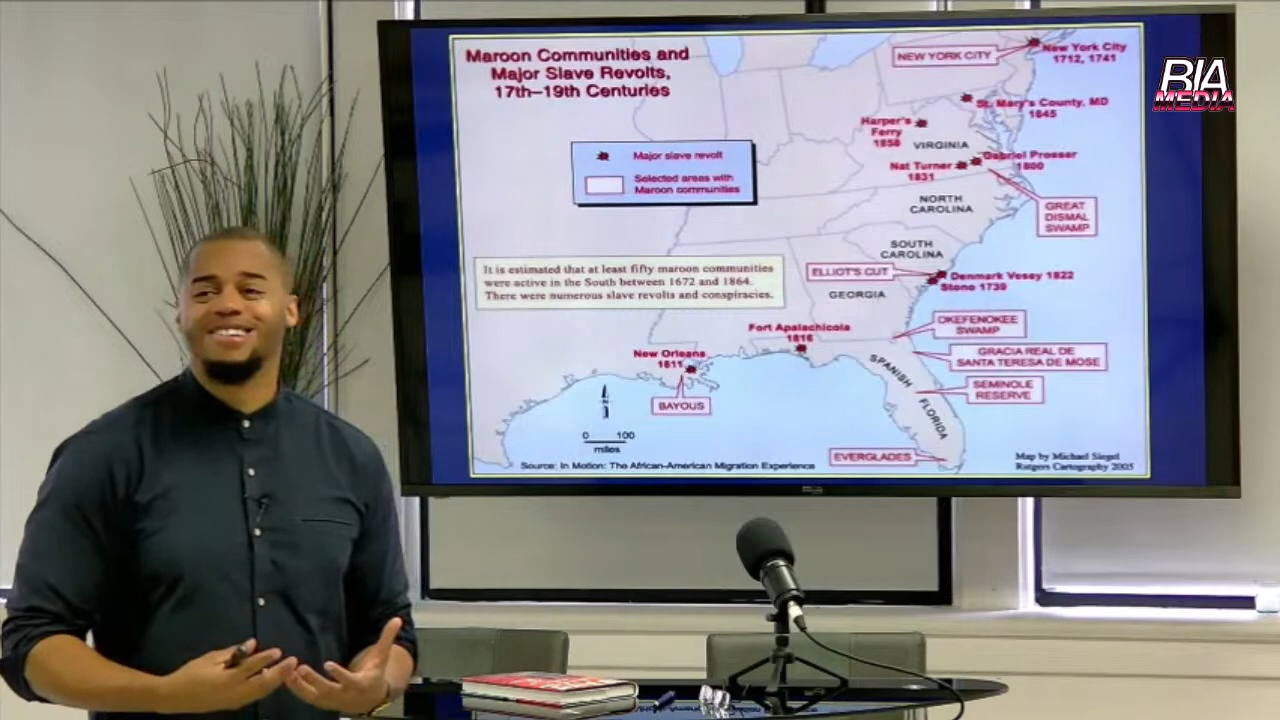 Maroon Communities and
Major Slave Revolts,
17th–19th Centuries
Major slave revolt
Selected areas with
Maroon communities
It is estimated that at least fifty maroon communities
were active in the South between 1672 and 1864.
There were numerous slave revolts and conspiracies.
NEW YORK CITY
New York City
1712, 1741
BIA
MEDIA
St. Mary's County, MD
1845
Harper's
Ferry
1858
VIRGINIA
Nat Turner
1831
Gabriel Prosser
1800
GREAT
DISMAL
SWAMP
NORTH
CAROLINA
SOUTH
CAROLINA
ELLIOT'S CUT
Denmark Vesey 1822
Stono 1739
GEORGIA
OKEFENOKEE
SWAMP
Fort Apalachicola
1816
GRACIA REAL DE
SANTA TERESA DE MOSE
New Orleans
1811
SPANISH
FLORIDA
SEMINOLE
RESERVE
BAYOUS
N
0 100
miles
EVERGLADES
Source: In Motion: The African-American Migration Experience
Map by Michael Siegel
Rutgers Cartography 2005